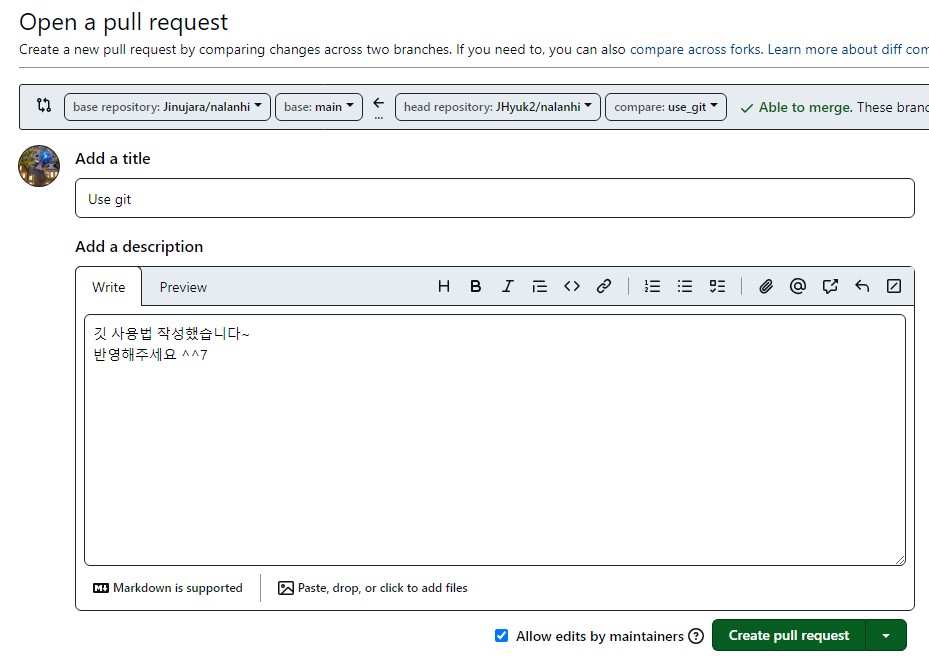 Open a pull request
Create a new pull request by comparing changes across two branches. If you need to, you can also compare across forks. Learn more about diff com
base repository: Jinujara/nalanhi base: main ... head repository: JHyuk2/nalanhi compare: use_git Able to merge. These branc
Add a title
Use git
Add a description
Write Preview
깃 사용법 작성했습니다~
반영해주세요 ^^7
Markdown is supported Paste, drop, or click to add files
Allow edits by maintainers Create pull request